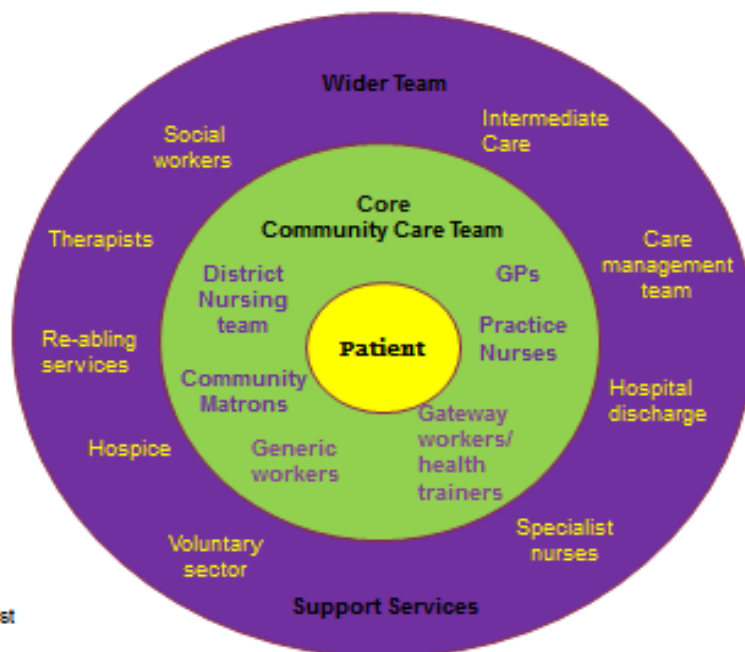 Wider Team
Social
workers
Intermediate
Care
Therapists
Care
management
team
Re-abling
services
Hospital
discharge
Hospice
Specialist
nurses
Voluntary
sector
Support Services
Core
Community Care Team
District
Nursing
team
GPs
Practice
Nurses
Community
Matrons
Gateway
workers/
health
trainers
Generic
workers
Patient
st